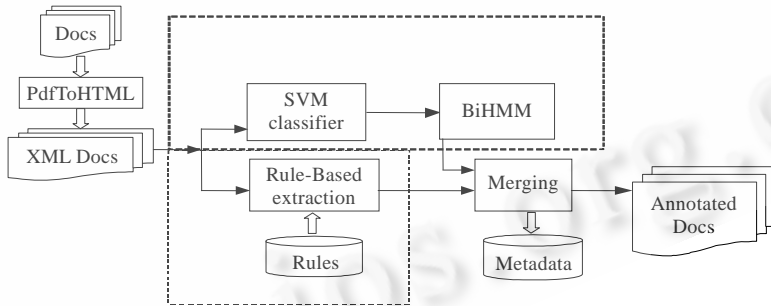 Docs
PdfToHTML
XML Docs
SVM
classifier
BiHMM
Rule-Based
extraction
Rules
Merging
Metadata
Annotated
Docs